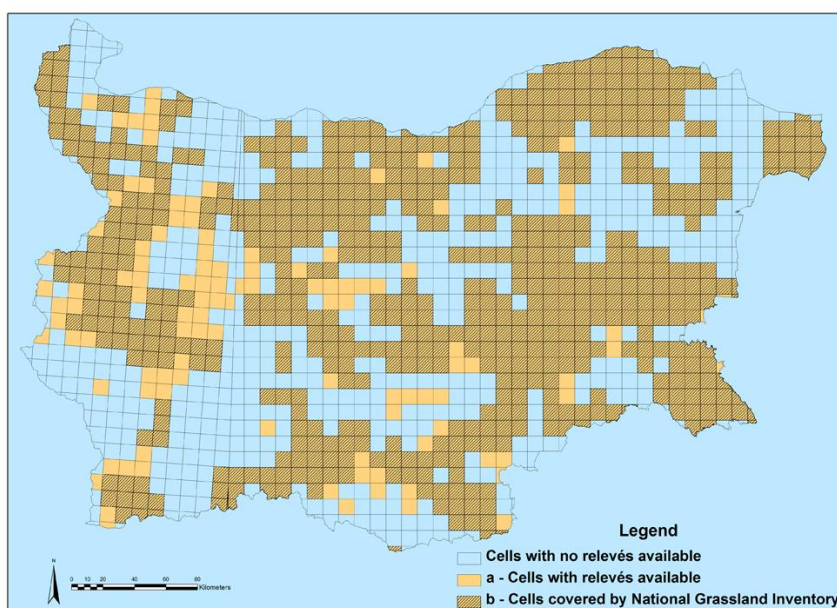 Legend
Cells with no relevés available
a - Cells with relevés available
b - Cells covered by National Grassland Inventory
N
0 10 20 40 60 80
Kilometers